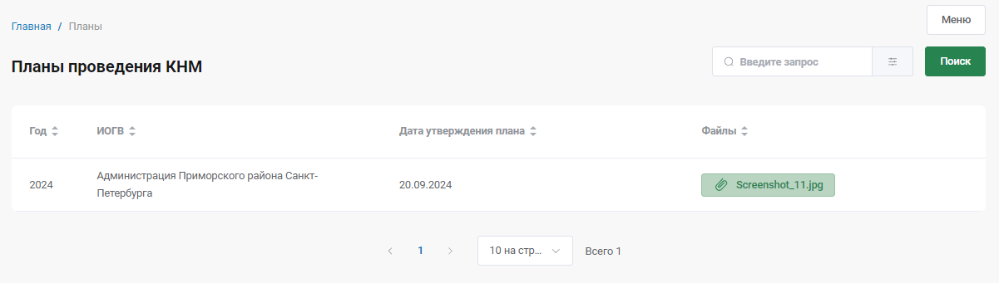 Меню
Главная / Планы
Планы проведения КНМ
Введите запрос
Поиск
Год ИОГВ Дата утверждения плана Файлы
2024 Администрация Приморского района Санкт-
Петербурга 20.09.2024 Screenshot_11.jpg
1 10 на стр... Всего 1